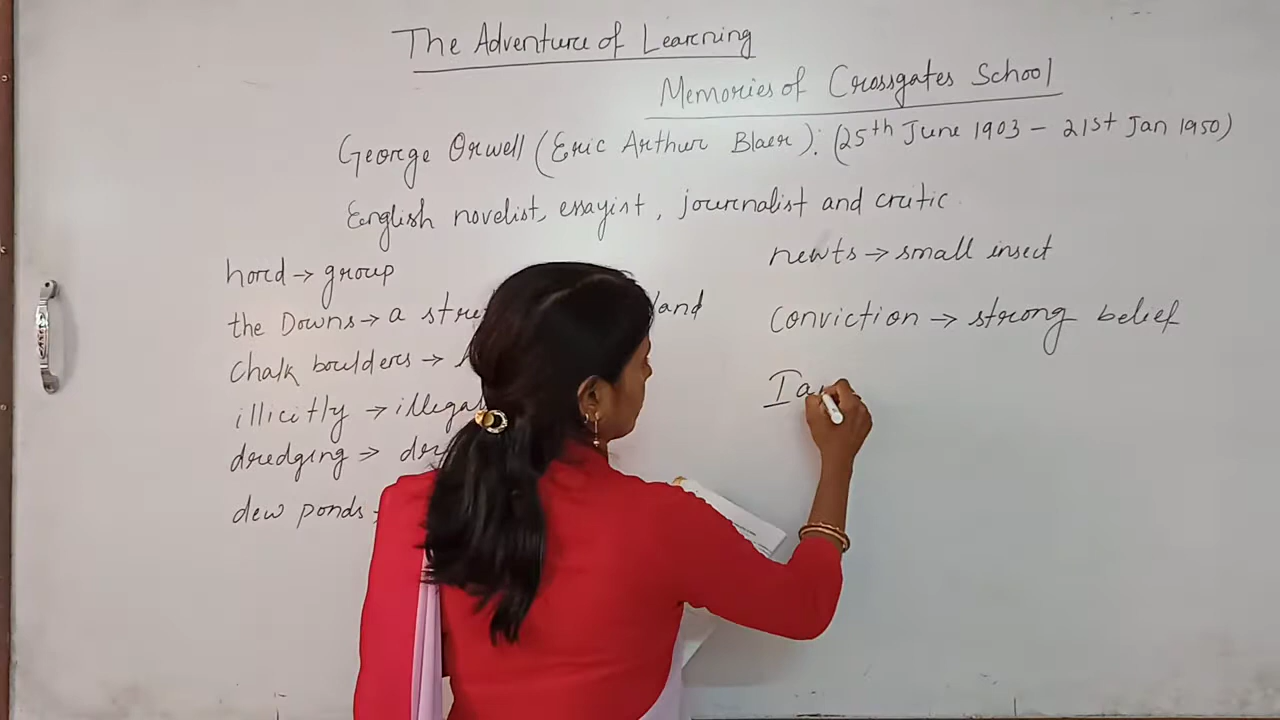 The Adventure of Learning
Memories of Crossgates School
George Orwell (Eric Arthur Blaer): (25th June 1903 - 21st Jan 1950)
English novelist, essayist, journalist and critic
hord → group
the Downs → a stre land
Chalk boulders →
illicitly → illegal
dredging → dr
dew ponds
newts → small insect
Conviction → strong belief